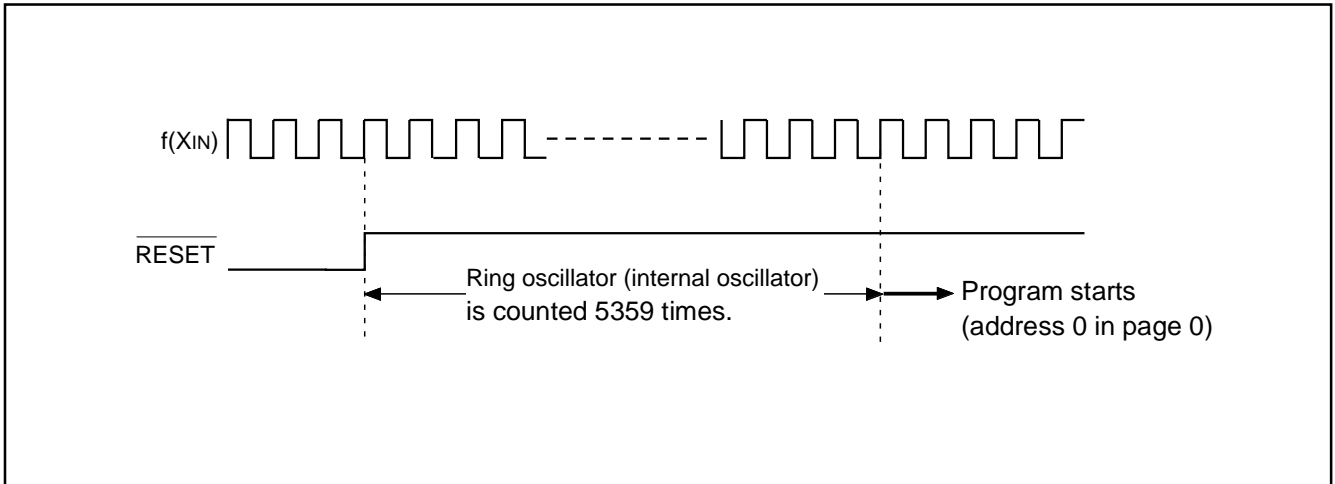 f(XIN)
RESET
Ring oscillator (internal oscillator)
is counted 5359 times.
Program starts
(address 0 in page 0)